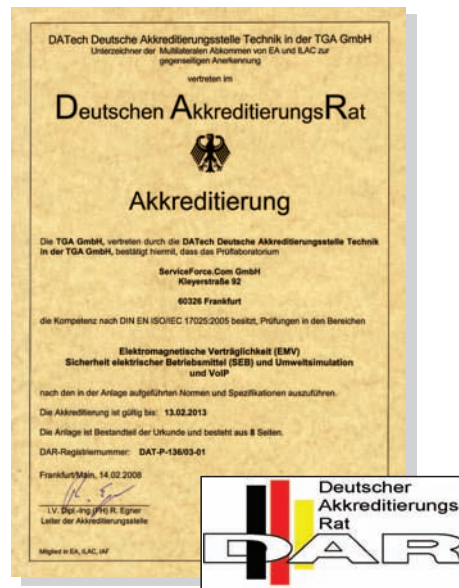 DATech Deutsche Akkreditierungsstelle Technik in der TGA GmbH
Unterzeichner der Multilateralen Abkommen von EA und ILAC zur
gegenseitigen Anerkennung
vertreten im
Deutschen AkkreditierungsRat
Akkreditierung
Die TGA GmbH, vertreten durch die DATech Deutsche Akkreditierungsstelle Technik
in der TGA GmbH, bestätigt hiermit, dass das Prüflaboratorium
ServiceForce.Com GmbH
Kleyerstraße 92
60326 Frankfurt
die Kompetenz nach DIN EN ISO/IEC 17025:2005 besitzt, Prüfungen in den Bereichen
Elektromagnetische Verträglichkeit (EMV)
Sicherheit elektrischer Betriebsmittel (SEB) und Umweltsimulation
und VoIP
nach den in der Anlage aufgeführten Normen und Spezifikationen auszuführen.
Die Akkreditierung ist gültig bis: 13.02.2013
Die Anlage ist Bestandteil der Urkunde und besteht aus 8 Seiten.
DAR-Registriernummer: DAT-P-136/03-01
Frankfurt/Main, 14.02.2008
i.V. Dipl.-Ing.(FH) R. Egner
Leiter der Akkreditierungsstelle
Mitglied in EA, ILAC, IAF
Deutscher
Akkreditierungs
Rat
DAR